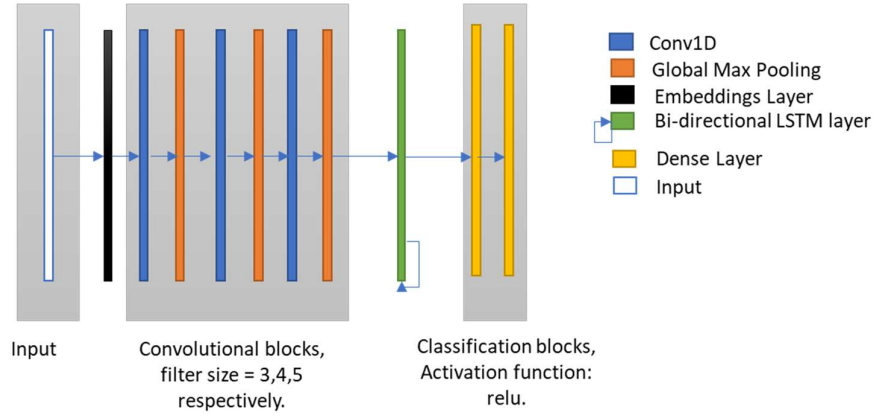 Conv1D
Global Max Pooling
Embeddings Layer
Bi-directional LSTM layer
Dense Layer
Input
Input
Convolutional blocks,
filter size = 3,4,5
respectively.
Classification blocks,
Activation function:
relu.